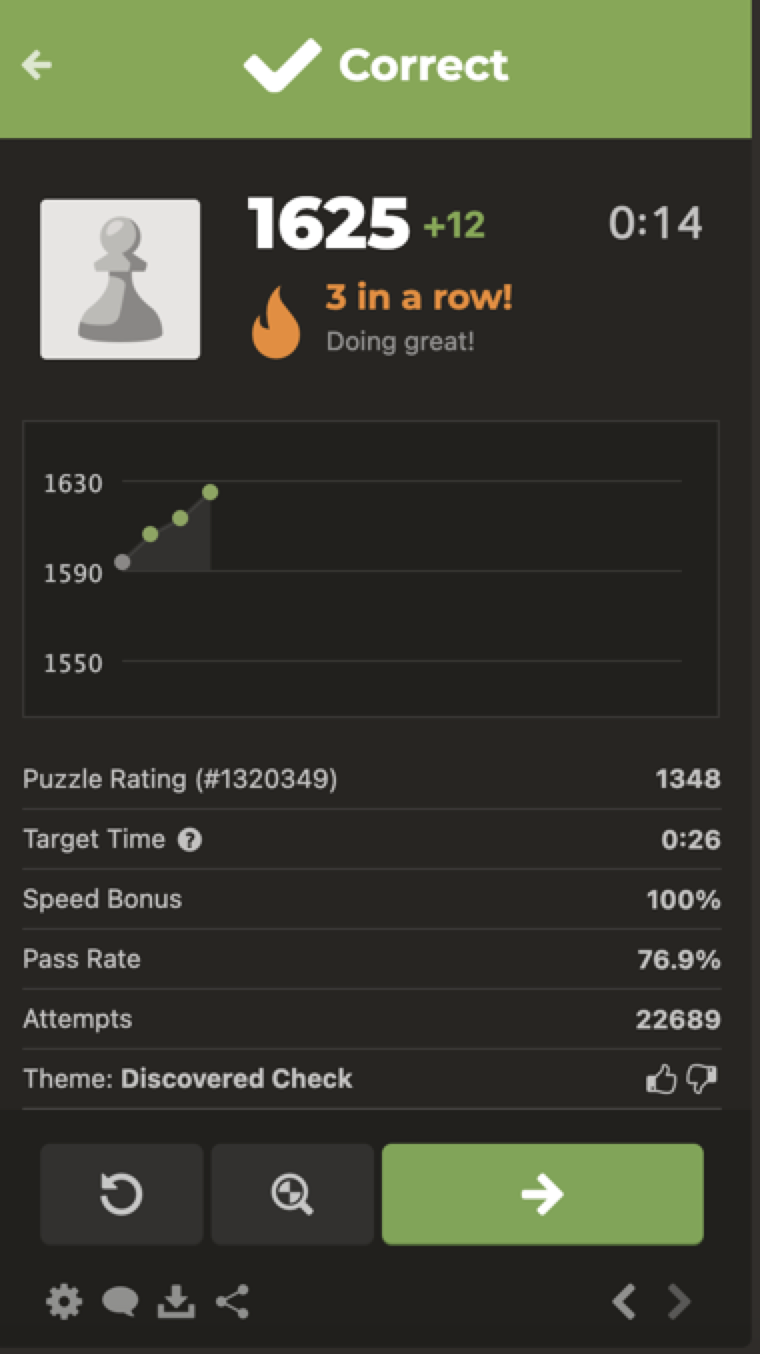 Correct
1625 +12 0:14
3 in a row!
Doing great!
1630
1590
1550
Puzzle Rating (#1320349) 1348
Target Time ? 0:26
Speed Bonus 100%
Pass Rate 76.9%
Attempts 22689
Theme: Discovered Check